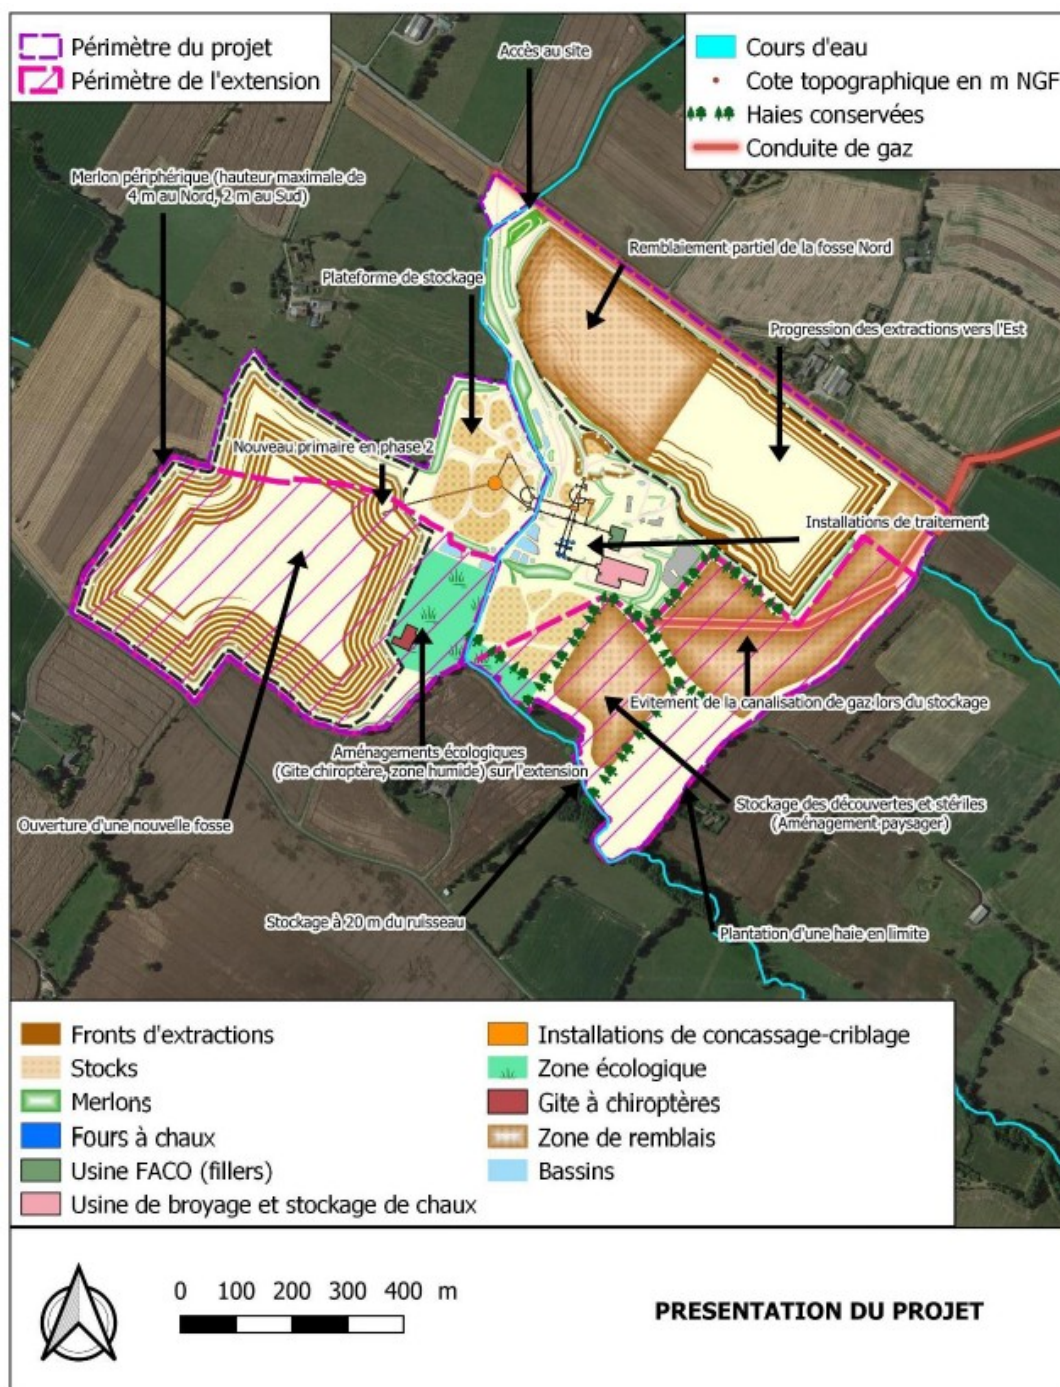 Périmètre du projet
Périmètre de l'extension
Cours d'eau
Cote topographique en m NGF
Haies conservées
Conduite de gaz
Accès au site
Merlon périphérique (hauteur maximale de
4 m au Nord, 2 m au Sud)
Remblaiement partiel de la fosse Nord
Plateforme de stockage
Progression des extractions vers l'Est
Nouveau primaire en phase 2
Installations de traitement
Evitement de la canalisation de gaz lors du stockage
Aménagements écologiques
(Gite chiroptère, zone humide) sur l'extension
Stockage des découvertes et stériles
(Aménagement paysager)
Ouverture d'une nouvelle fosse
Stockage à 20 m du ruisseau
Plantation d'une haie en limite
Fronts d'extractions
Stocks
Merlons
Fours à chaux
Usine FACO (fillers)
Usine de broyage et stockage de chaux
Installations de concassage-criblage
Zone écologique
Gite à chiroptères
Zone de remblais
Bassins
0 100 200 300 400 m
PRESENTATION DU PROJET